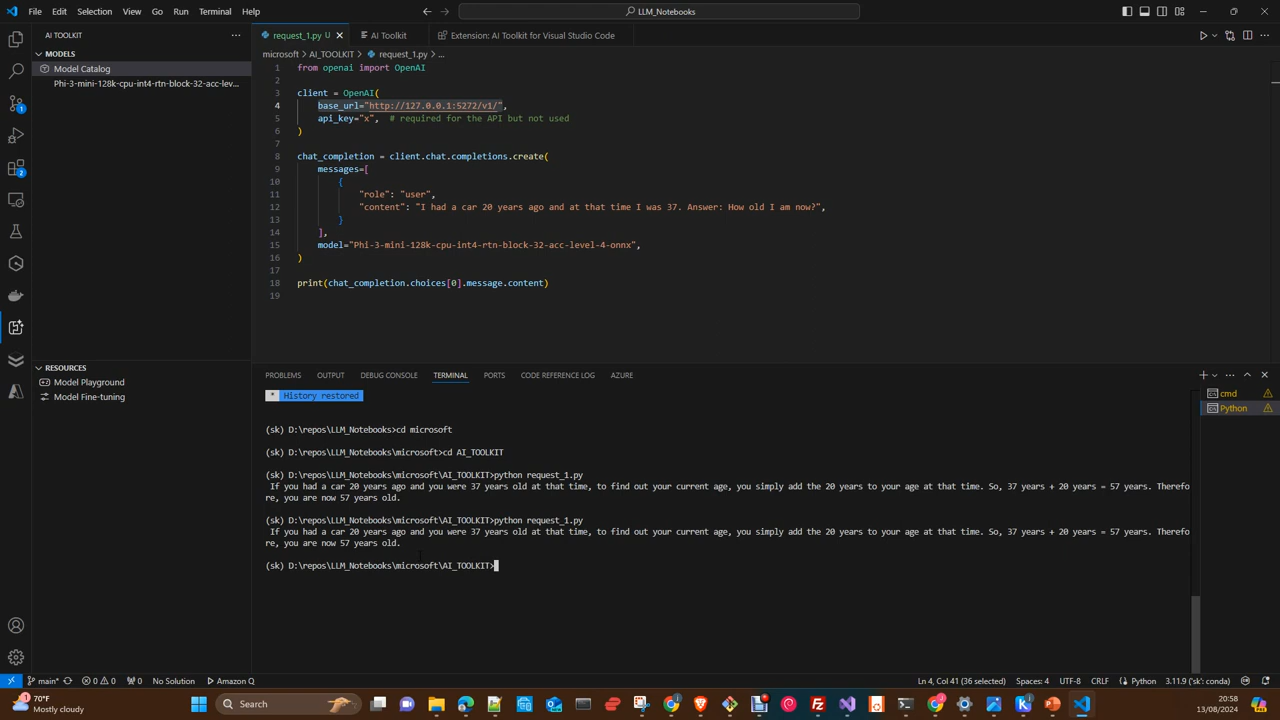 File Edit Selection View Go Run Terminal Help
LLM_Notebooks
AI TOOLKIT
request_1.py U
AI Toolkit
Extension: AI Toolkit for Visual Studio Code
MODELS
Model Catalog
Phi-3-mini-128k-cpu-int4-rtn-block-32-acc-lev...
microsoft > AI_TOOLKIT > request_1.py > ...
1 from openai import OpenAI
2
3 client = OpenAI(
4 base_url="http://127.0.0.1:5272/v1/",
5 api_key="x", # required for the API but not used
6 )
7
8 chat_completion = client.chat.completions.create(
9 messages=[
10 {
11 "role": "user",
12 "content": "I had a car 20 years ago and at that time I was 37. Answer: How old I am now?",
13 }
14 ],
15 model="Phi-3-mini-128k-cpu-int4-rtn-block-32-acc-level-4-onnx",
16 )
17
18 print(chat_completion.choices[0].message.content)
19
1
2
RESOURCES
Model Playground
Model Fine-tuning
PROBLEMS OUTPUT DEBUG CONSOLE TERMINAL PORTS CODE REFERENCE LOG AZURE
cmd
Python
* History restored
(sk) D:\repos\LLM_Notebooks>cd microsoft
(sk) D:\repos\LLM_Notebooks\microsoft>cd AI_TOOLKIT
(sk) D:\repos\LLM_Notebooks\microsoft\AI_TOOLKIT>python request_1.py
If you had a car 20 years ago and you were 37 years old at that time, to find out your current age, you simply add the 20 years to your age at that time. So, 37 years + 20 years = 57 years. Therefo
re, you are now 57 years old.
(sk) D:\repos\LLM_Notebooks\microsoft\AI_TOOLKIT>python request_1.py
If you had a car 20 years ago and you were 37 years old at that time, to find out your current age, you simply add the 20 years to your age at that time. So, 37 years + 20 years = 57 years. Therefo
re, you are now 57 years old.
(sk) D:\repos\LLM_Notebooks\microsoft\AI_TOOLKIT>
main* 0 0 0 No Solution Amazon Q
Ln 4, Col 41 (36 selected) Spaces: 4 UTF-8 CRLF Python 3.11.9 ('sk': conda)
70°F
Mostly cloudy
Search
20:58
13/08/2024